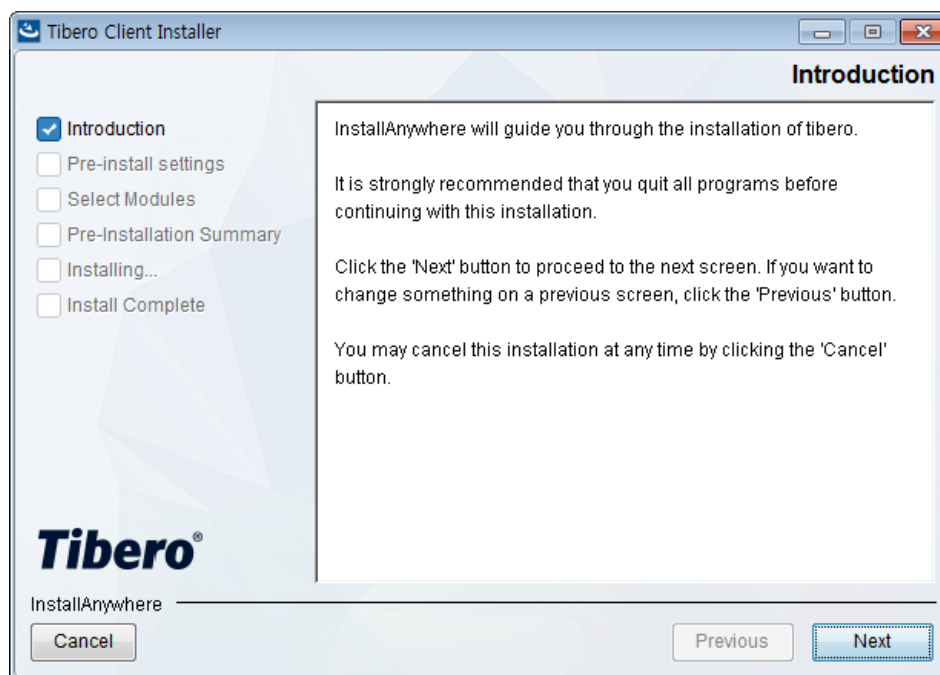 Tibero Client Installer
Introduction
Introduction
Pre-install settings
Select Modules
Pre-Installation Summary
Installing...
Install Complete
InstallAnywhere will guide you through the installation of tibero.
It is strongly recommended that you quit all programs before
continuing with this installation.
Click the 'Next' button to proceed to the next screen. If you want to
change something on a previous screen, click the 'Previous' button.
You may cancel this installation at any time by clicking the 'Cancel'
button.
Tibero®
InstallAnywhere
Cancel
Previous
Next